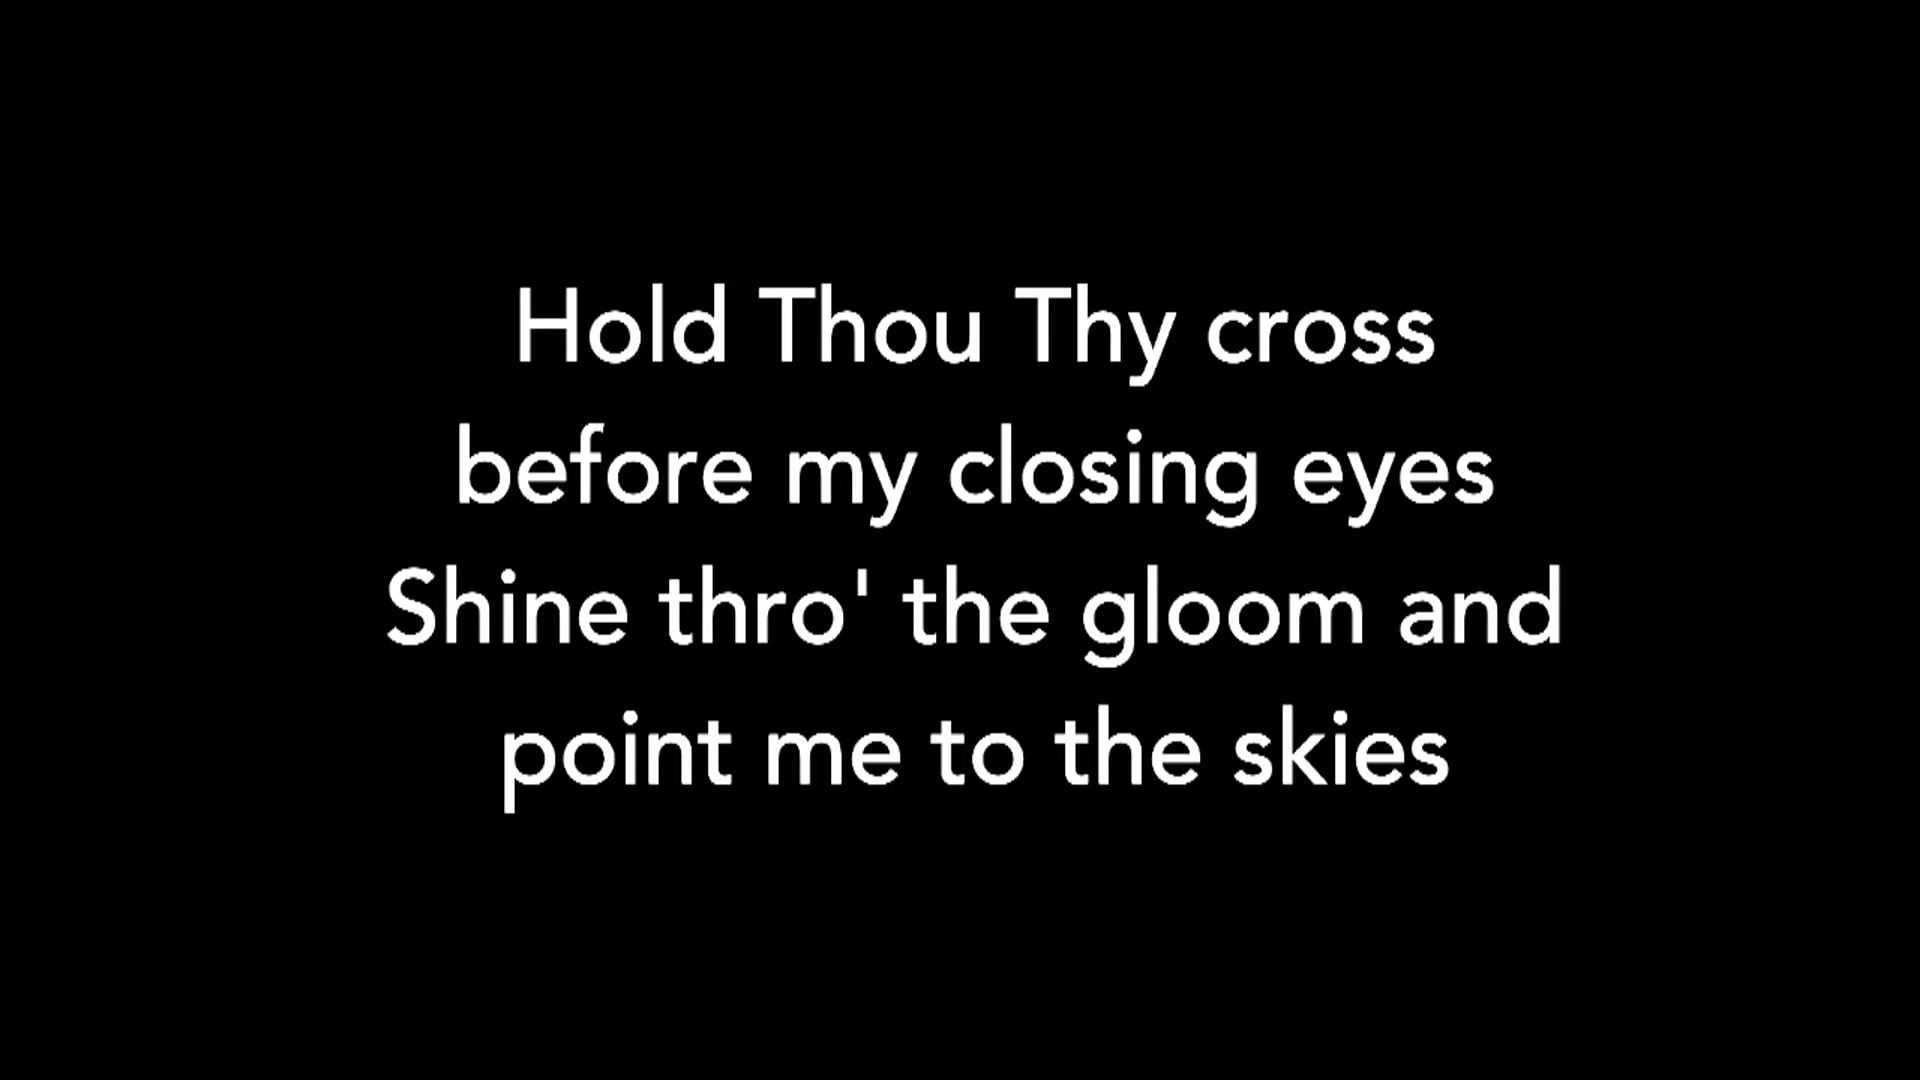 Hold Thou Thy cross
before my closing eyes
Shine thro' the gloom and
point me to the skies